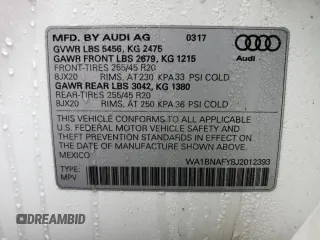 MFD. BY AUDI AG 0317
GVWR LBS 5456, KG 2475
GAWR FRONT LBS 2679, KG 1215
FRONT-TIRES 255/45 R20
8JX20 RIMS, AT 230 KPA 33 PSI COLD
GAWR REAR LBS 3042, KG 1380
REAR-TIRES 255/45 R20
8JX20 RIMS, AT 250 KPA 36 PSI COLD
Audi
THIS VEHICLE CONFORMS TO ALL APPLICABLE
U.S. FEDERAL MOTOR VEHICLE SAFETY, BUMPER
AND THEFT PREVENTION STANDARDS IN EFFECT
ON THE DATE OF MANUFACTURE SHOWN ABOVE.
MEXICO WA1BNAFY8J2012393
TYPE:
MPV
DREAMBID